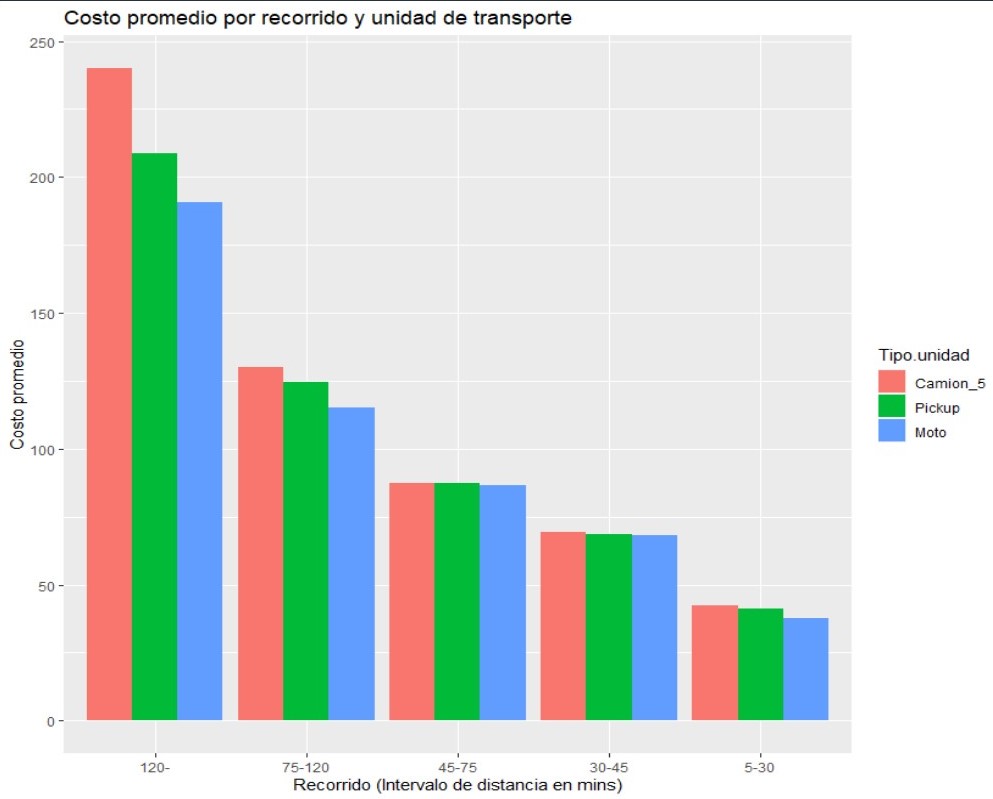 Costo promedio por recorrido y unidad de transporte
250
200
150
100
50
0
Costo promedio
120-
75-120
45-75
30-45
5-30
Recorrido (Intervalo de distancia en mins)
Tipo.unidad
Camion_5
Pickup
Moto